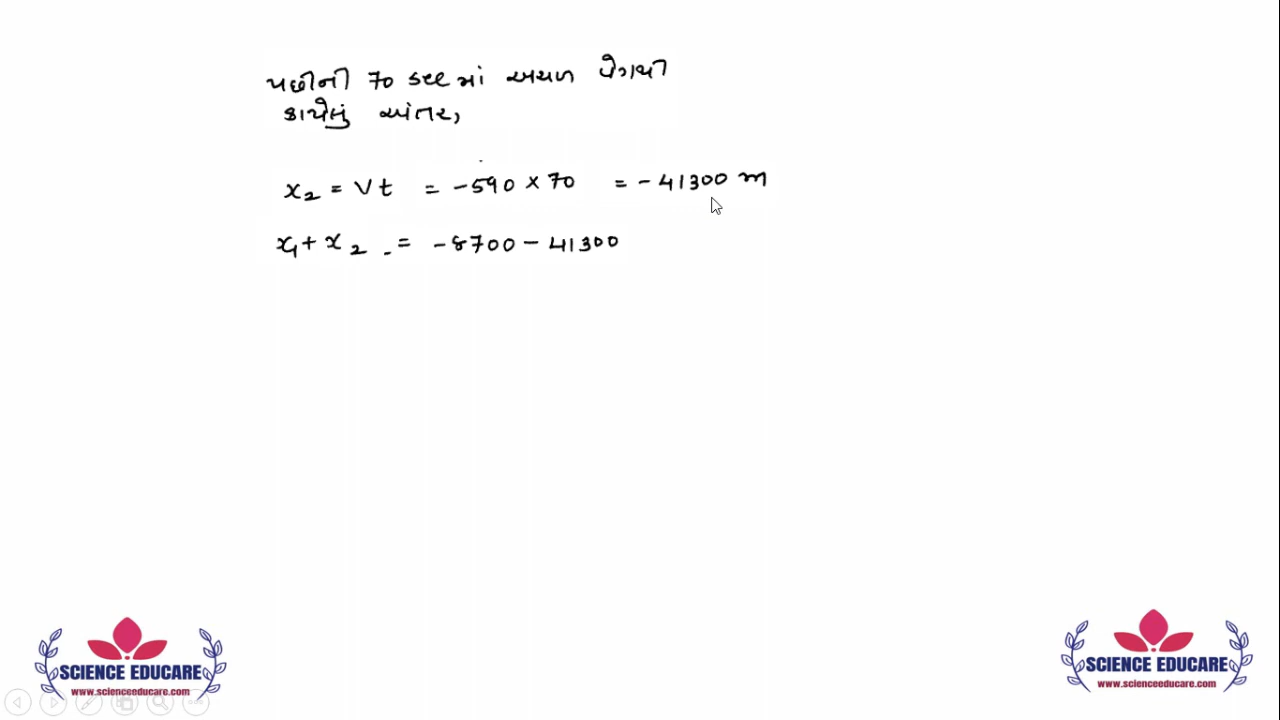 પછીની 70 sec માં અચળ વેગથી
કાપેલું અંતર,
x₂ = Vt = -590 × 70 = -41300 m
x₁ + x₂ = -8700 - 41300
SCIENCE EDUCARE
www.scienceeducare.com
SCIENCE EDUCARE
www.scienceeducare.com